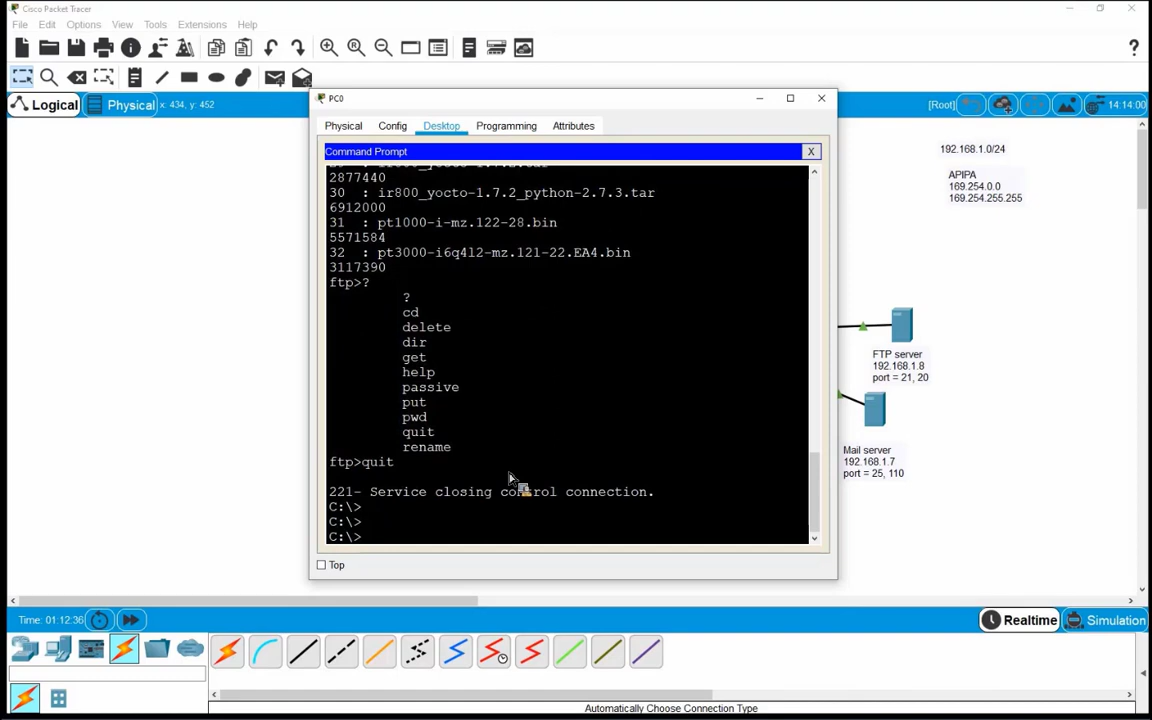 Cisco Packet Tracer
File Edit Options View Tools Extensions Help
?
Logical
Physical
x: 434, y: 452
[Root]
14:14:00
PC0
Physical Config Desktop Programming Attributes
Command Prompt
X
2877440
30 : ir800_yocto-1.7.2_python-2.7.3.tar
6912000
31 : pt1000-i-mz.122-28.bin
5571584
32 : pt3000-i6q4l2-mz.121-22.EA4.bin
3117390
ftp>?
?
cd
delete
dir
get
help
passive
put
pwd
quit
rename
ftp>quit
221- Service closing control connection.
C:\>
C:\>
C:\>
Top
192.168.1.0/24
APIPA
169.254.0.0
169.254.255.255
FTP server
192.168.1.8
port = 21, 20
Mail server
192.168.1.7
port = 25, 110
Time: 01:12:36
Realtime
Simulation
Automatically Choose Connection Type